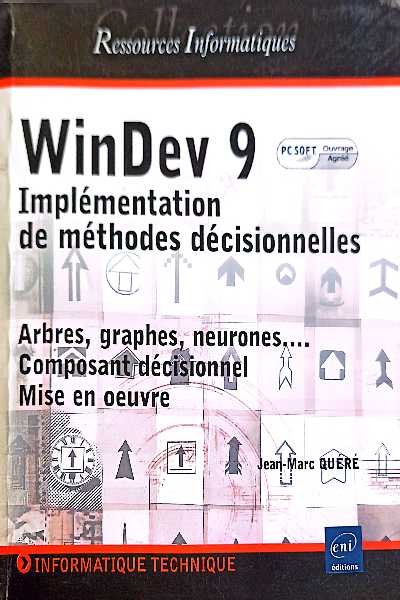 Collection
Ressources Informatiques
WinDev 9
PC SOFT Ouvrage Agréé
Implémentation
de méthodes décisionnelles
Arbres, graphes, neurones....
Composant décisionnel
Mise en oeuvre
Jean-Marc QUÉRÉ
INFORMATIQUE TECHNIQUE
eni
éditions